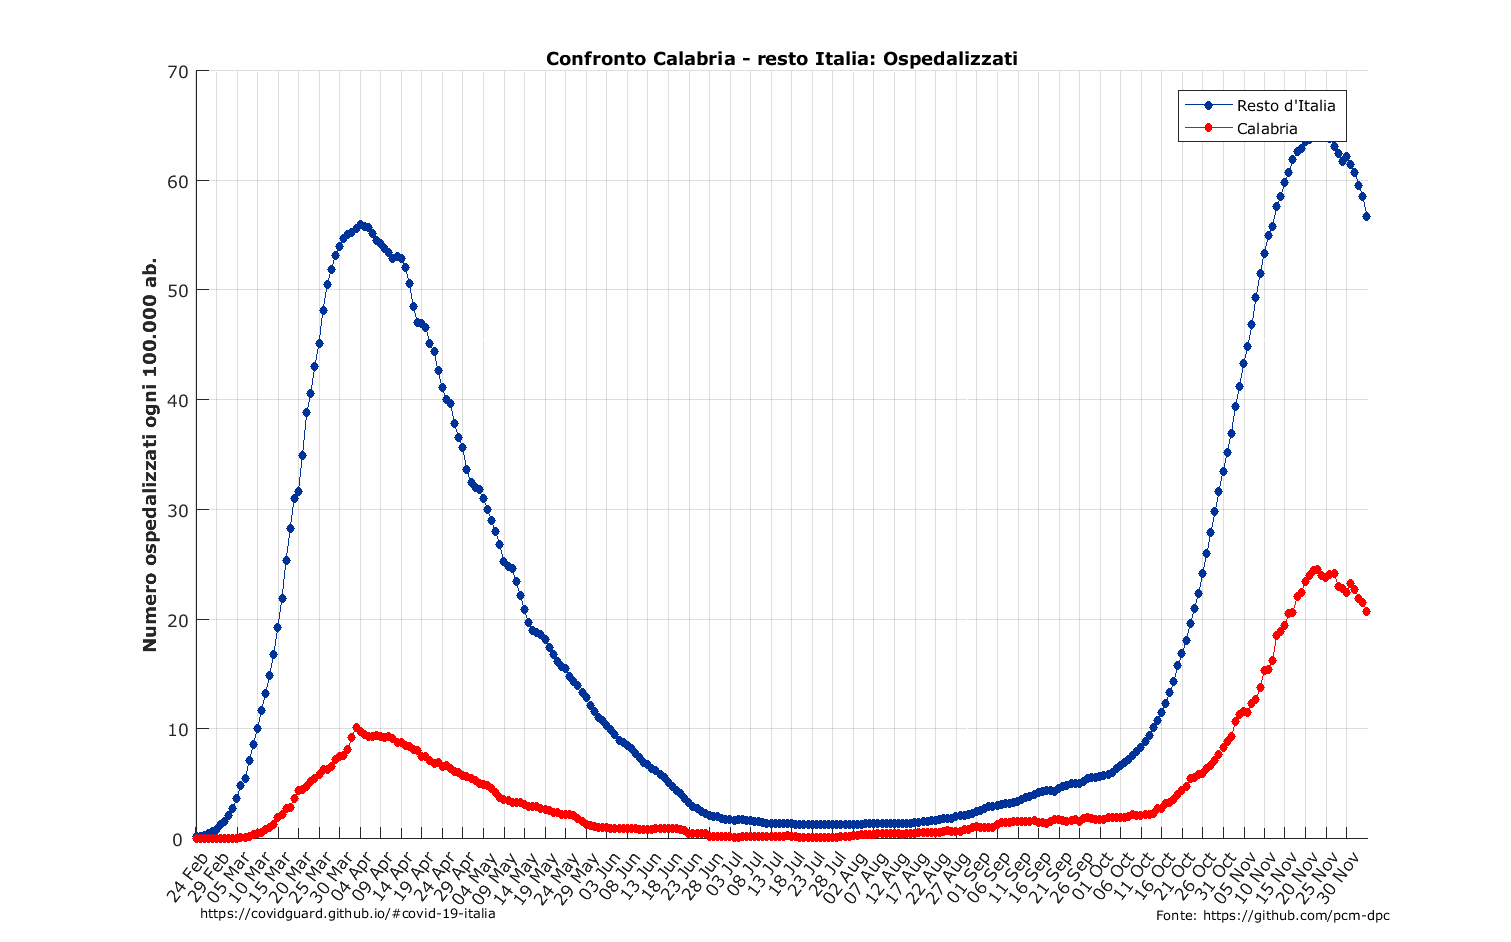 Confronto Calabria - resto Italia: Ospedalizzati
Resto d'Italia
Calabria
Numero ospedalizzati ogni 100.000 ab.
70
60
50
40
30
20
10
0
24 Feb
29 Feb
05 Mar
10 Mar
15 Mar
20 Mar
25 Mar
30 Mar
04 Apr
09 Apr
14 Apr
19 Apr
24 Apr
29 Apr
04 May
09 May
14 May
19 May
24 May
29 May
03 Jun
08 Jun
13 Jun
18 Jun
23 Jun
28 Jun
03 Jul
08 Jul
13 Jul
18 Jul
23 Jul
28 Jul
02 Aug
07 Aug
12 Aug
17 Aug
22 Aug
27 Aug
01 Sep
06 Sep
11 Sep
16 Sep
21 Sep
26 Sep
01 Oct
06 Oct
11 Oct
16 Oct
21 Oct
26 Oct
31 Oct
05 Nov
10 Nov
15 Nov
20 Nov
25 Nov
30 Nov
https://covidguard.github.io/#covid-19-italia
Fonte: https://github.com/pcm-dpc